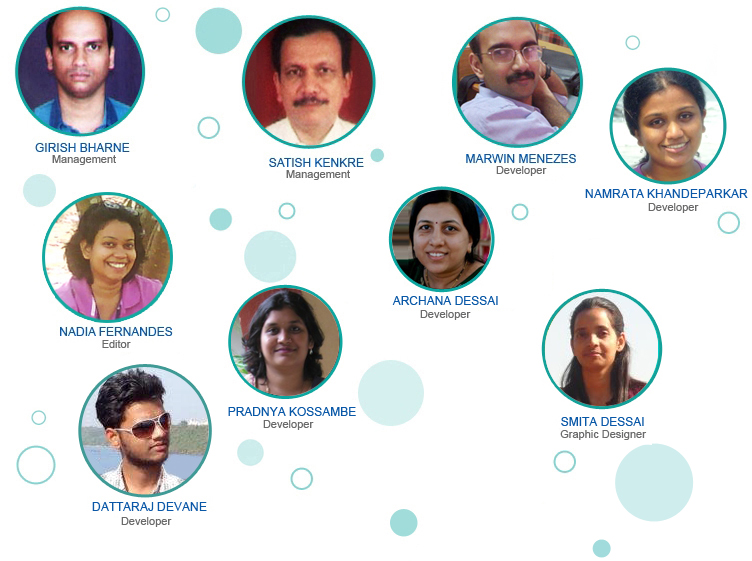 GIRISH BHARNE
Management
SATISH KENKRE
Management
MARWIN MENEZES
Developer
NAMRATA KHANDEPARKAR
Developer
NADIA FERNANDES
Editor
ARCHANA DESSAI
Developer
PRADNYA KOSSAMBE
Developer
SMITA DESSAI
Graphic Designer
DATTARAJ DEVANE
Developer